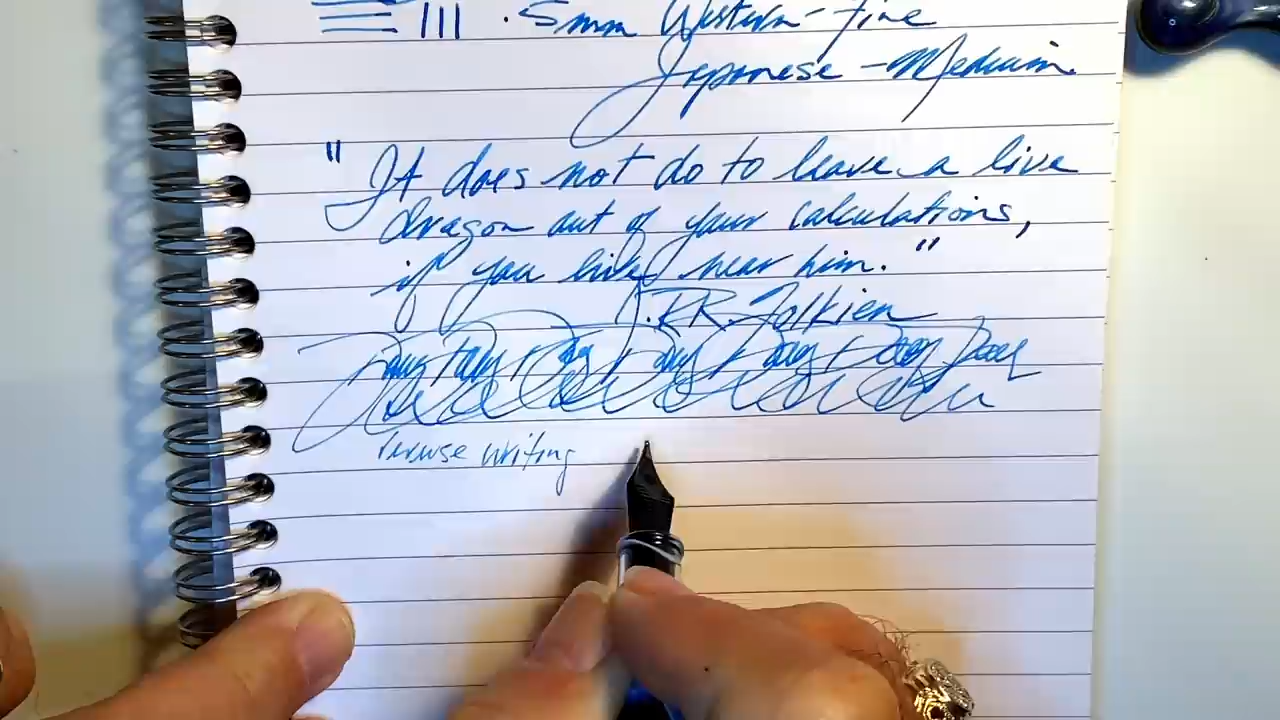 .5mm Western-Fine
Japanese - Medium
"It does not do to leave a live
dragon out of your calculations,
if you live near him."
J.RR Tolkien
reverse writing